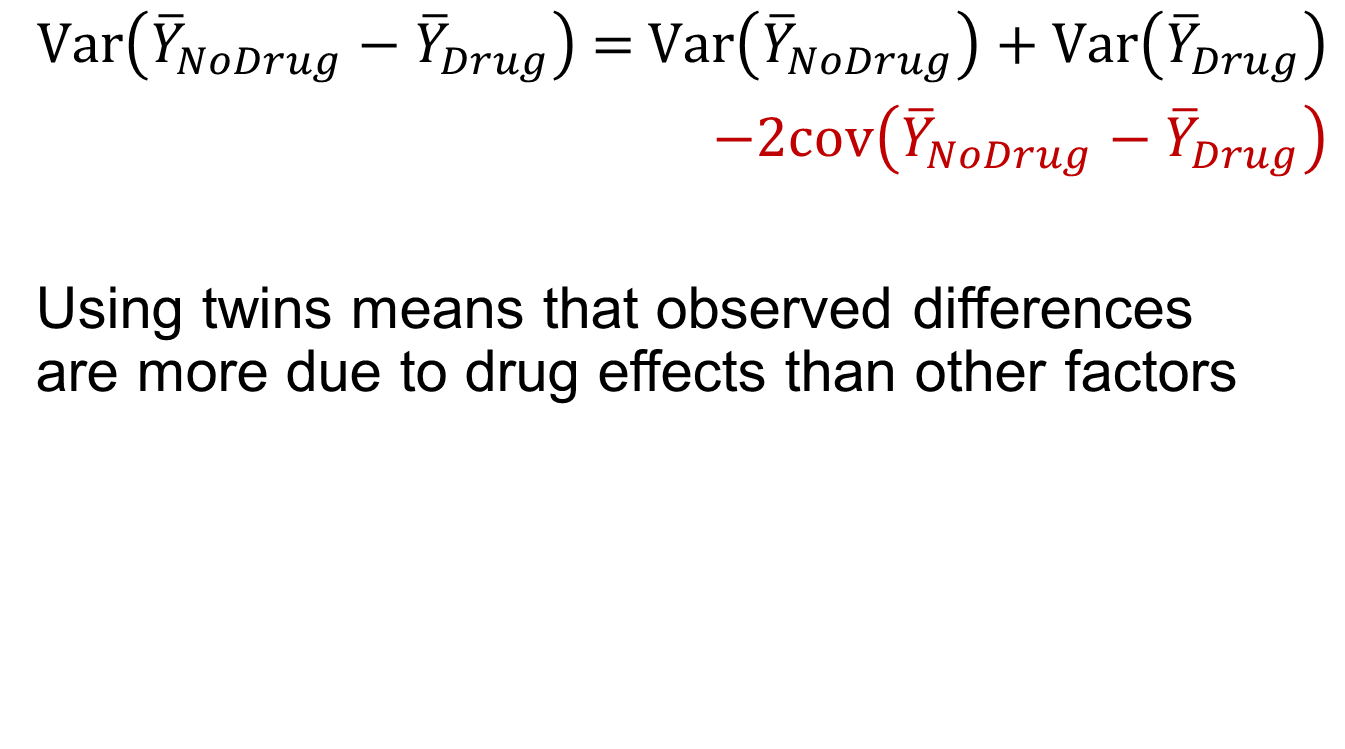 Var(Ȳ_NoDrug − Ȳ_Drug) = Var(Ȳ_NoDrug) + Var(Ȳ_Drug)
−2cov(Ȳ_NoDrug − Ȳ_Drug)
Using twins means that observed differences
are more due to drug effects than other factors